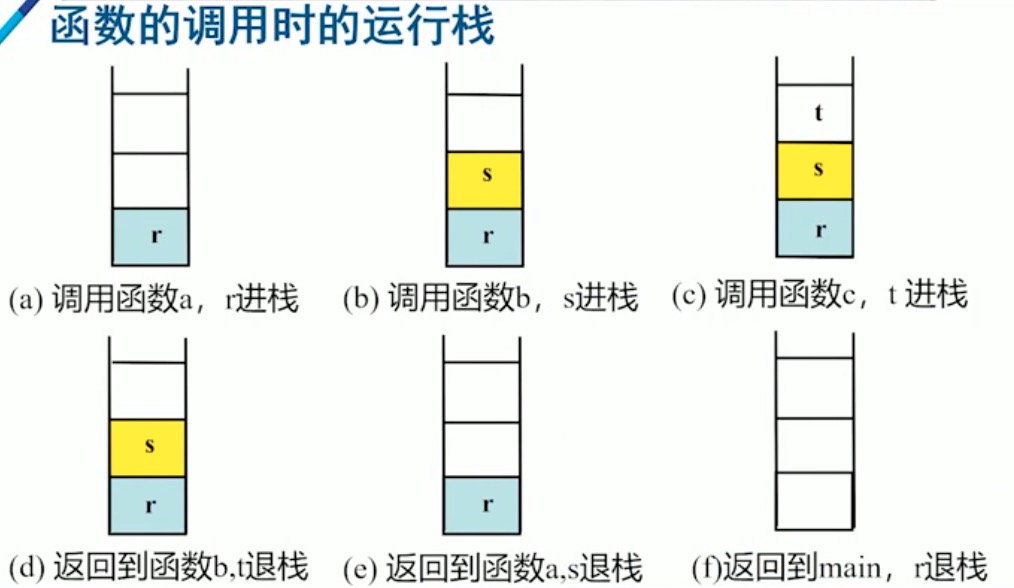 函数的调用时的运行栈
r
s
r
t
s
r
(a) 调用函数a，r进栈
(b) 调用函数b，s进栈
(c) 调用函数c，t 进栈
s
r
r
(d) 返回到函数b,t退栈
(e) 返回到函数a,s退栈
(f)返回到main，r退栈